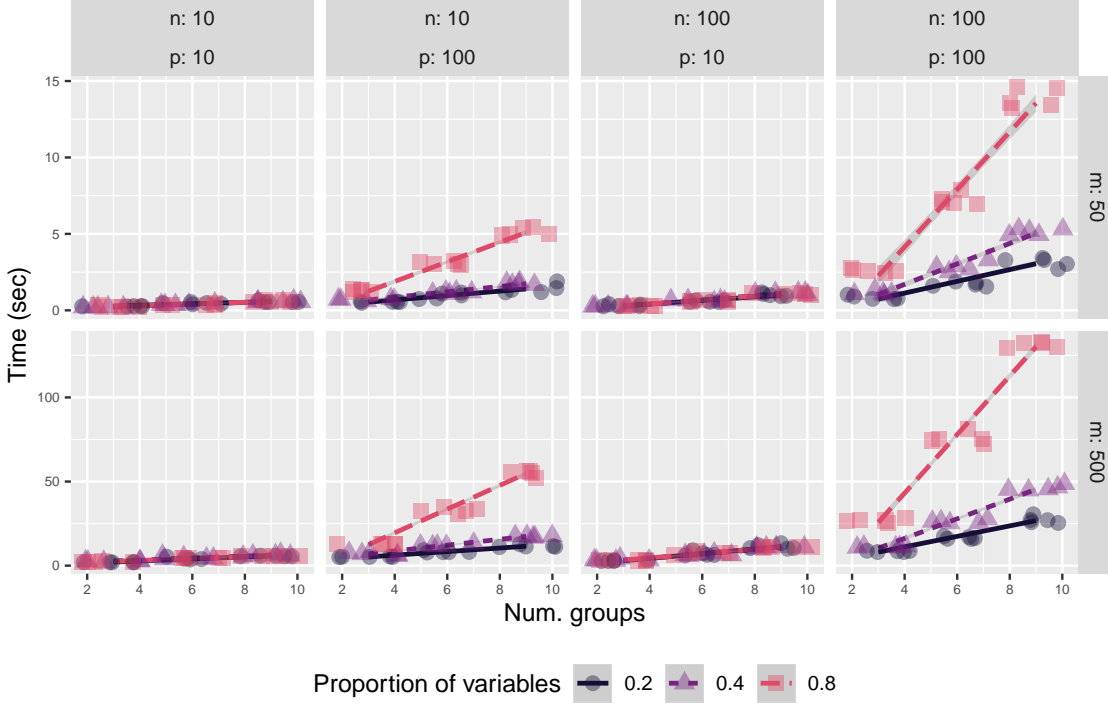 n: 10 n: 10 n: 100 n: 100
p: 10 p: 100 p: 10 p: 100
15
10
5
0
m: 50
Time (sec)
100
50
0
m: 500
2 4 6 8 10 2 4 6 8 10 2 4 6 8 10 2 4 6 8 10
Num. groups
Proportion of variables 0.2 0.4 0.8